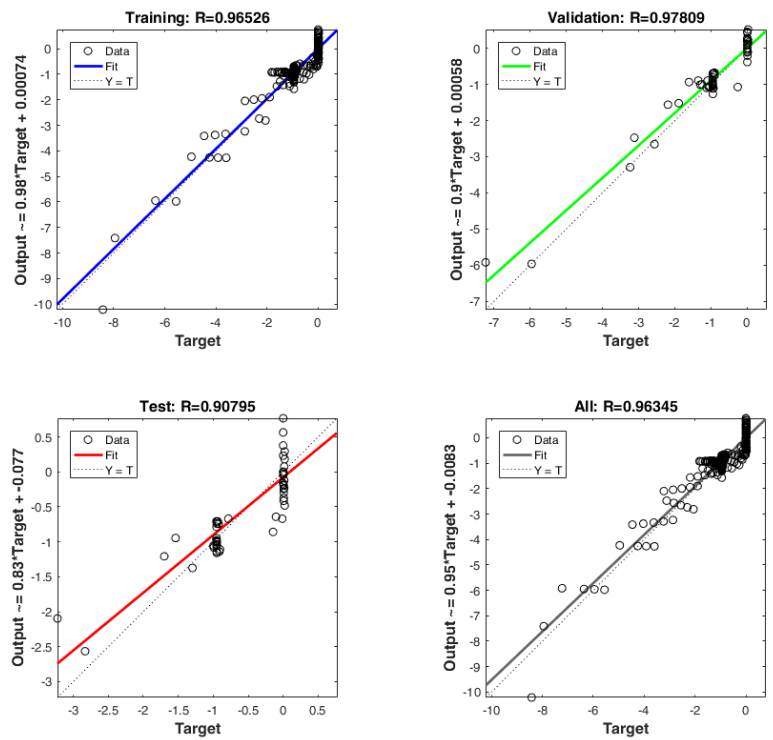 Training: R=0.96526
Output ~= 0.98*Target + 0.00074
Data
Fit
Y = T
0
-1
-2
-3
-4
-5
-6
-7
-8
-9
-10
-10
-8
-6
-4
-2
0
Target
Validation: R=0.97809
Output ~= 0.9*Target + 0.00058
Data
Fit
Y = T
0
-1
-2
-3
-4
-5
-6
-7
-7
-6
-5
-4
-3
-2
-1
0
Target
Test: R=0.90795
Output ~= 0.83*Target + -0.077
Data
Fit
Y = T
0.5
0
-0.5
-1
-1.5
-2
-2.5
-3
-3
-2.5
-2
-1.5
-1
-0.5
0
0.5
Target
All: R=0.96345
Output ~= 0.95*Target + -0.0083
Data
Fit
Y = T
0
-1
-2
-3
-4
-5
-6
-7
-8
-9
-10
-10
-8
-6
-4
-2
0
Target